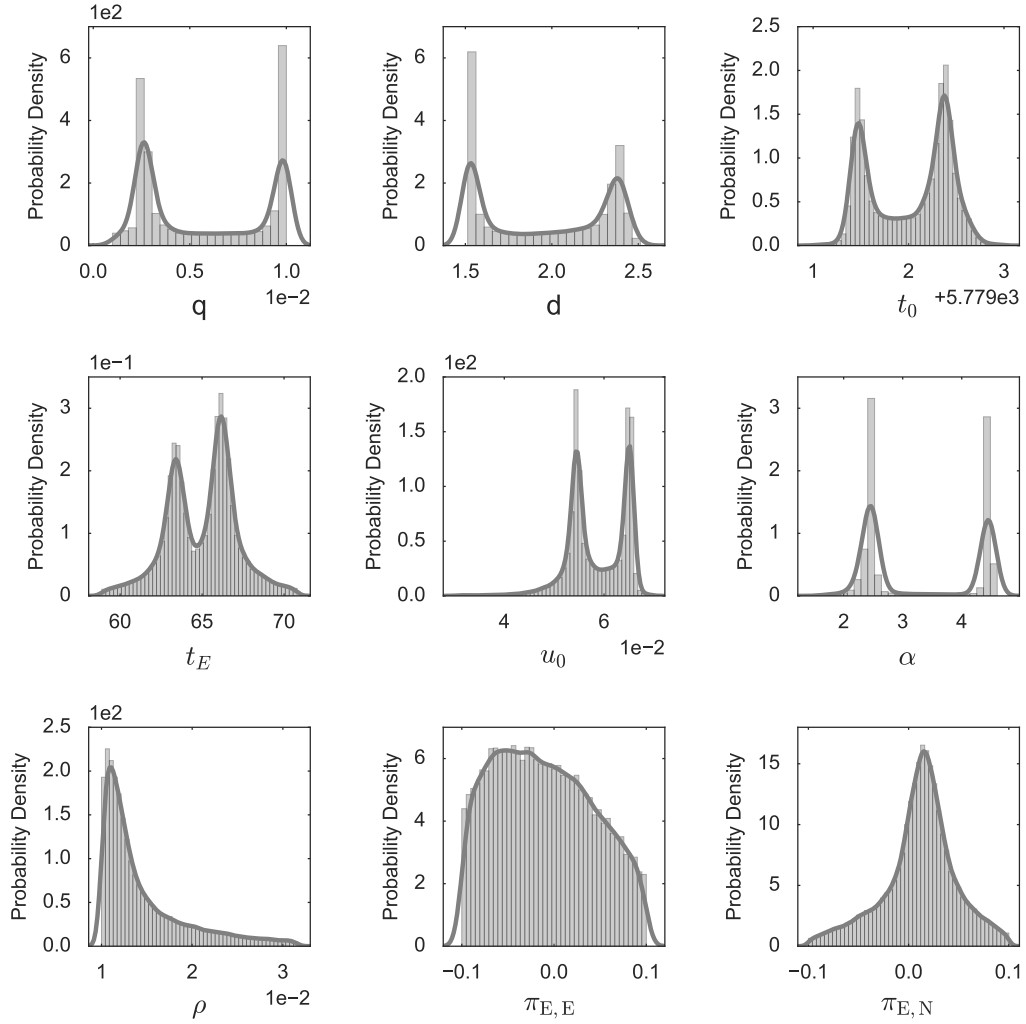 1e2
Probability Density
6
4
2
0
0.0 0.5 1.0
1e−2
q
Probability Density
6
4
2
0
1.5 2.0 2.5
d
Probability Density
2.5
2.0
1.5
1.0
0.5
0.0
1 2 3
t_0 +5.779e3
1e−1
Probability Density
3
2
1
0
60 65 70
t_E
1e2
Probability Density
2.0
1.5
1.0
0.5
0.0
4 6
1e−2
u_0
Probability Density
3
2
1
0
2 3 4
α
1e2
Probability Density
2.5
2.0
1.5
1.0
0.5
0.0
1 2 3
1e−2
ρ
Probability Density
6
4
2
0
−0.1 0.0 0.1
π_E,E
Probability Density
15
10
5
0
−0.1 0.0 0.1
π_E,N